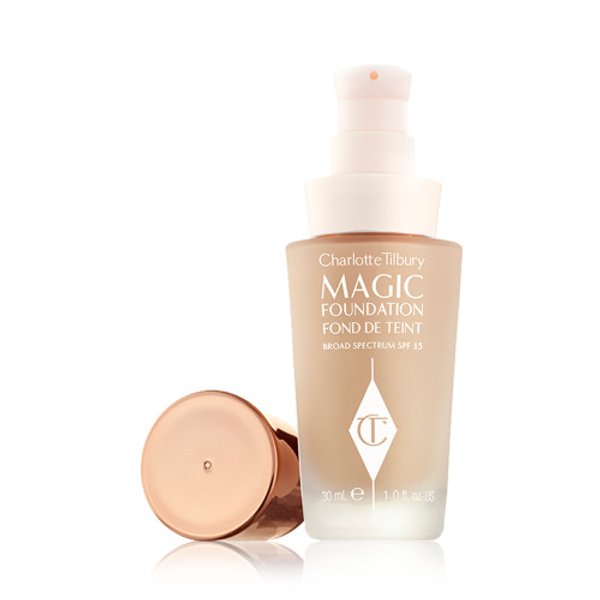 Charlotte Tilbury
MAGIC
FOUNDATION
FOND DE TEINT
BROAD SPECTRUM SPF 15
CT
30 mL e 1.0 fl. oz. US